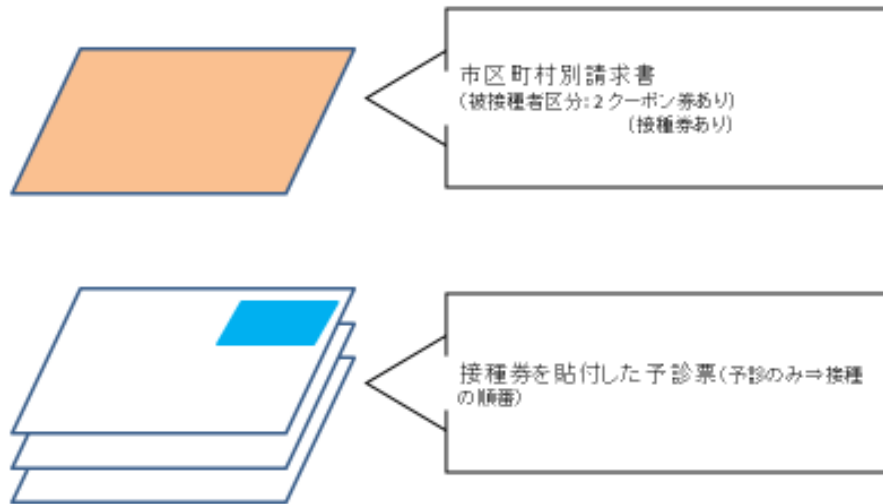 市区町村別請求書
(被接種者区分:2 クーポン券あり)
(接種券あり)
接種券を貼付した予診票(予診のみ⇒接種
の順番)